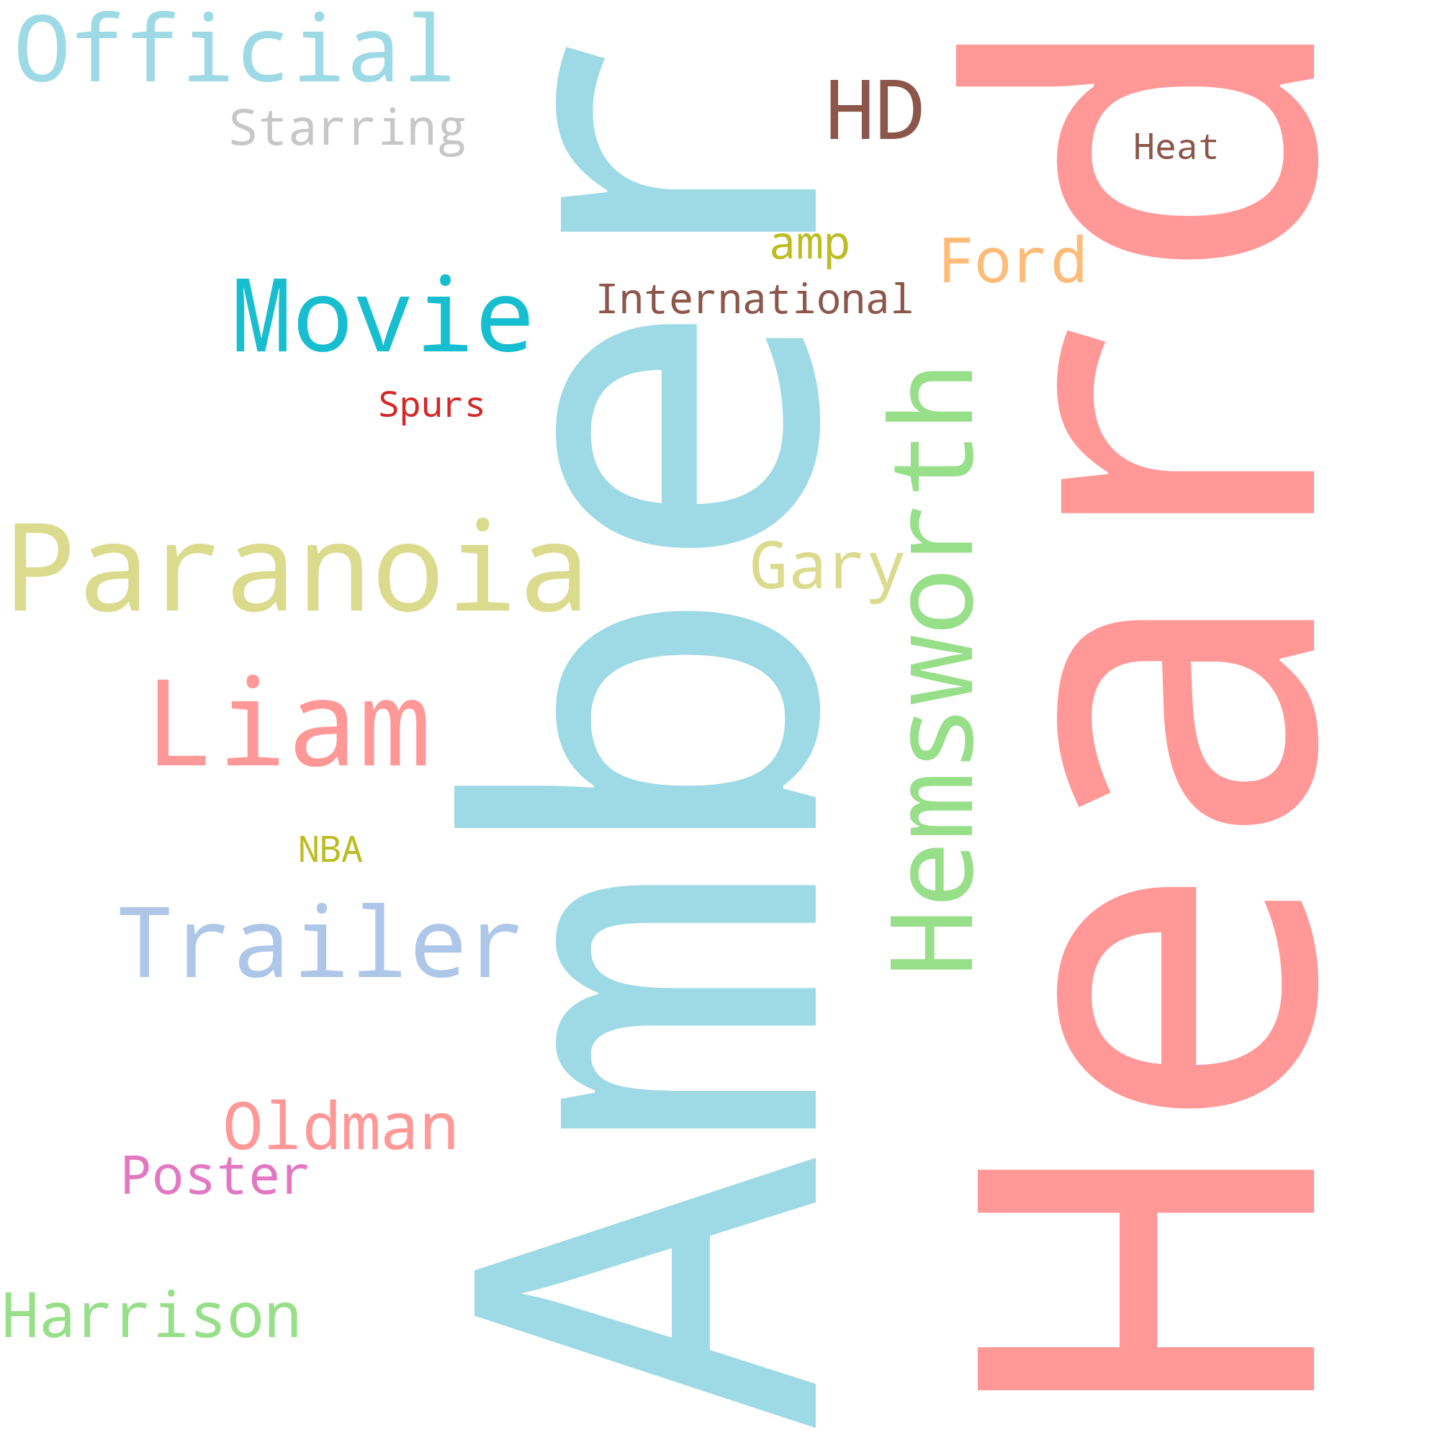 Official
Starring
HD
Heat
amp
Ford
International
Movie
Spurs
Paranoia
Gary
Hemsworth
Liam
Amber
Heard
NBA
Trailer
Oldman
Poster
Harrison